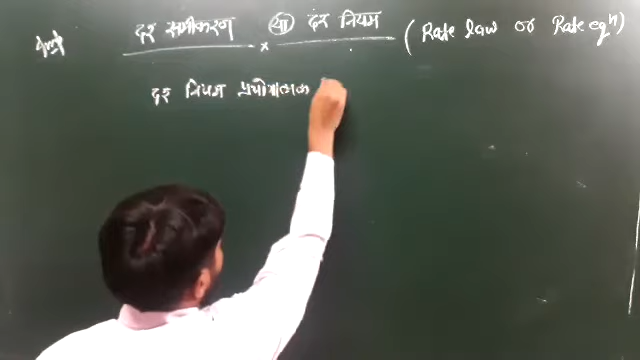 दर समीकरण या दर नियम (Rate law or Rate eqⁿ)
दर नियम प्रयोगात्मक